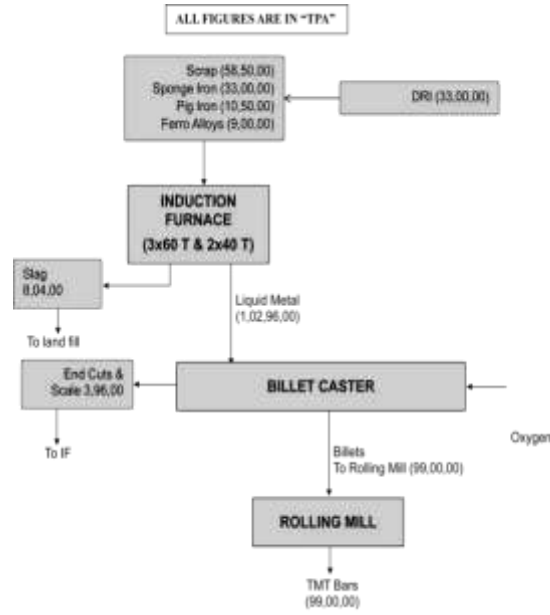 ALL FIGURES ARE IN "TPA"
Scrap (58,50,00)
Sponge Iron (33,00,00)
Pig Iron (10,50,00)
Ferro Alloys (9,00,00)
DRI (33,00,00)
INDUCTION
FURNACE
(3x60 T & 2x40 T)
Slag
8,04,00
To land fill
Liquid Metal
(1,02,96,00)
End Cuts &
Scale 3,96,00
To IF
BILLET CASTER
Oxygen
Billets
To Rolling Mill (99,00,00)
ROLLING MILL
TMT Bars
(99,00,00)